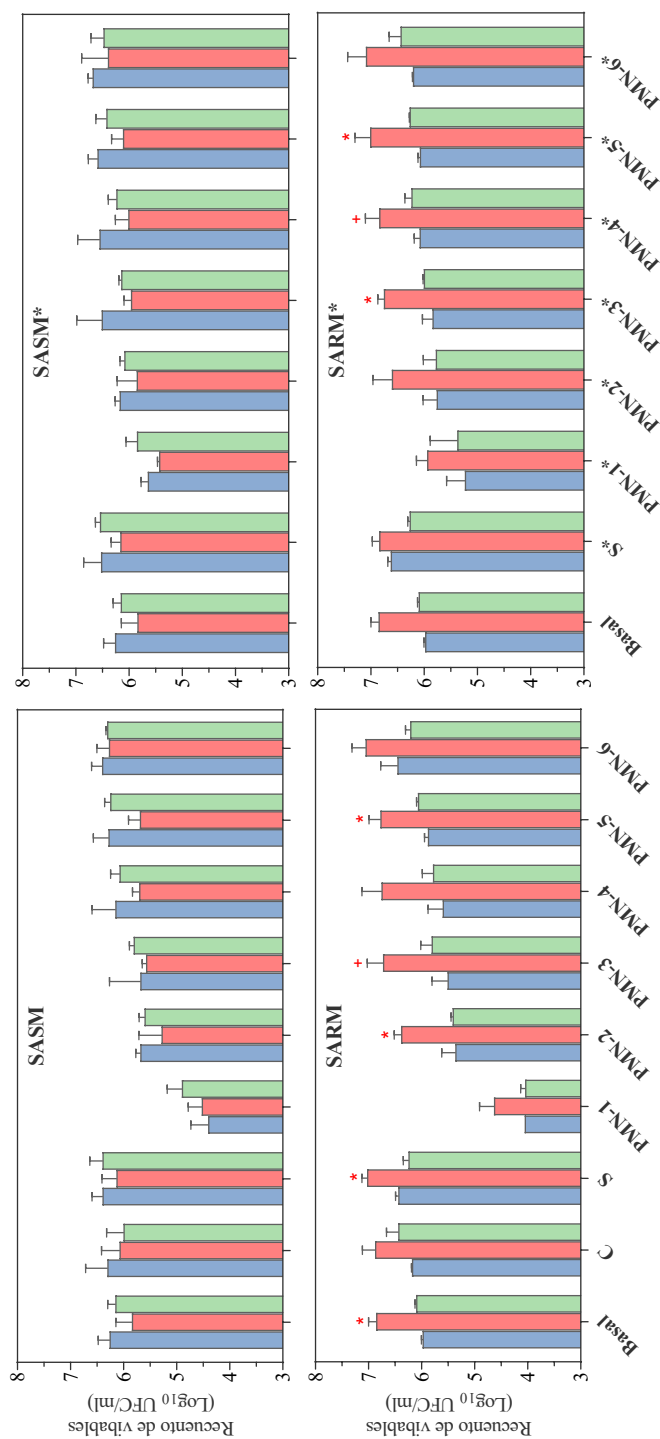 SASM
8
7
6
5
4
3
Recuento de vibables
(Log₁₀ UFC/ml)
SASM*
8
7
6
5
4
3
SARM
8
7
6
5
4
3
Recuento de vibables
(Log₁₀ UFC/ml)
* * * + *
Basal C S PMN-1 PMN-2 PMN-3 PMN-4 PMN-5 PMN-6
SARM*
8
7
6
5
4
3
* + *
Basal S* PMN-1* PMN-2* PMN-3* PMN-4* PMN-5* PMN-6*